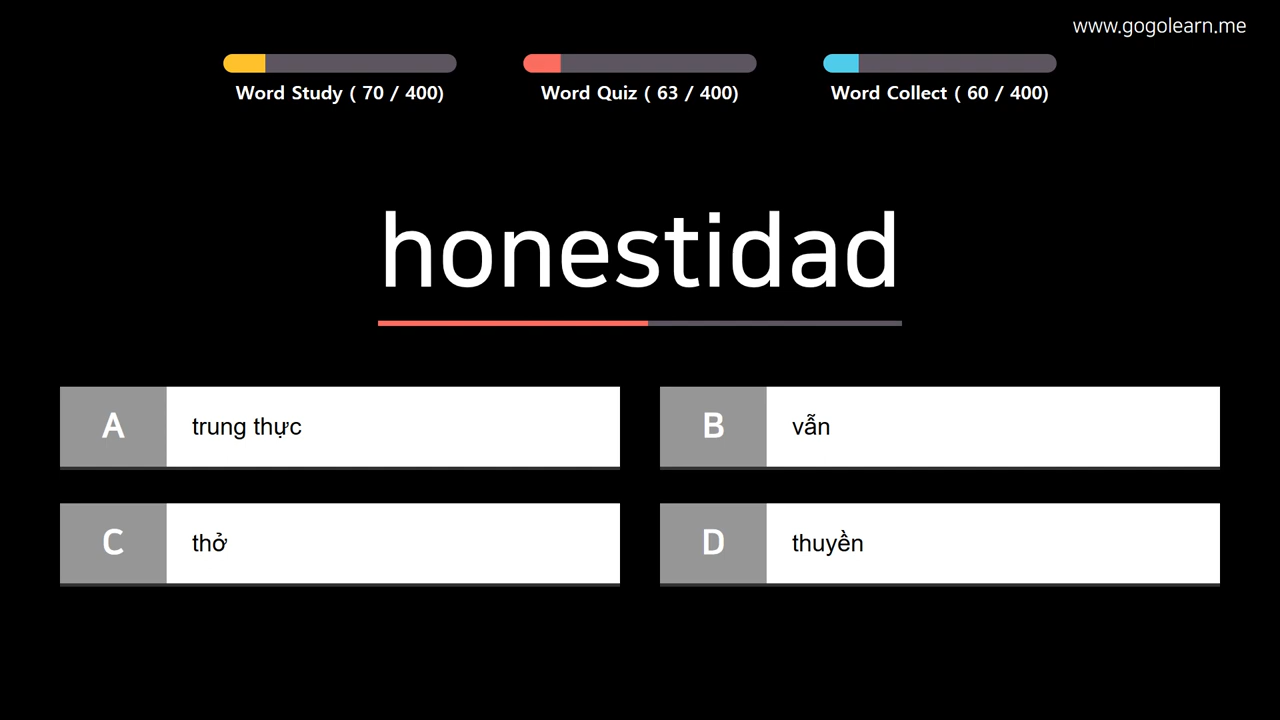 www.gogolearn.me
Word Study ( 70 / 400)
Word Quiz ( 63 / 400)
Word Collect ( 60 / 400)
honestidad
A trung thực
B vẫn
C thở
D thuyền